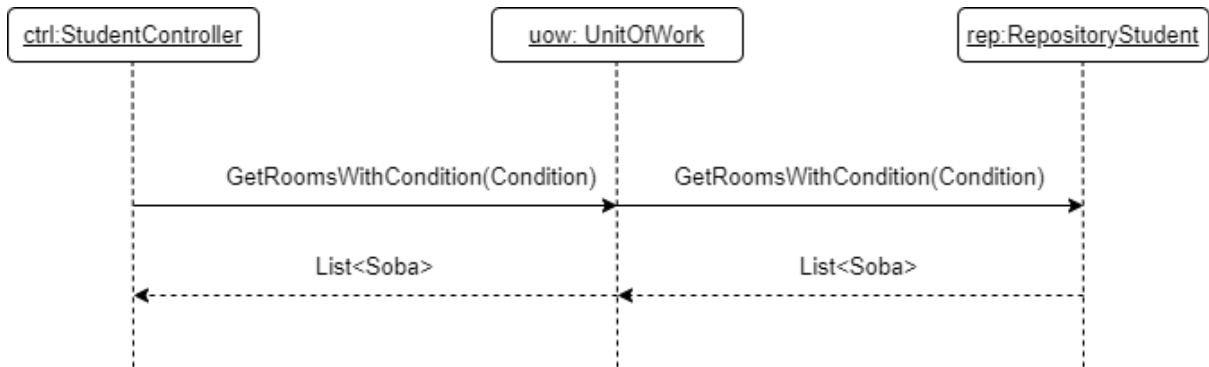 ctrl:StudentController
uow: UnitOfWork
rep:RepositoryStudent
GetRoomsWithCondition(Condition)
GetRoomsWithCondition(Condition)
List<Soba>
List<Soba>